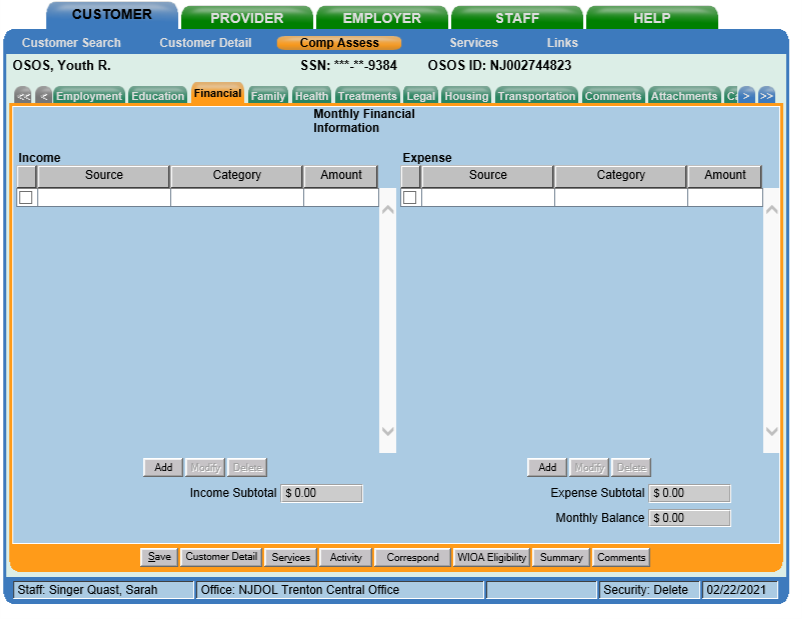 CUSTOMER PROVIDER EMPLOYER STAFF HELP
Customer Search Customer Detail Comp Assess Services Links
OSOS, Youth R. SSN: ***-**-9384 OSOS ID: NJ002744823
<< < Employment Education Financial Family Health Treatments Legal Housing Transportation Comments Attachments > >>
Monthly Financial
Information
Income Expense
Source Category Amount Source Category Amount
Add Modify Delete Add Modify Delete
Income Subtotal $ 0.00 Expense Subtotal $ 0.00
Monthly Balance $ 0.00
Save Customer Detail Services Activity Correspond WIOA Eligibility Summary Comments
Staff: Singer Quast, Sarah Office: NJDOL Trenton Central Office Security: Delete 02/22/2021